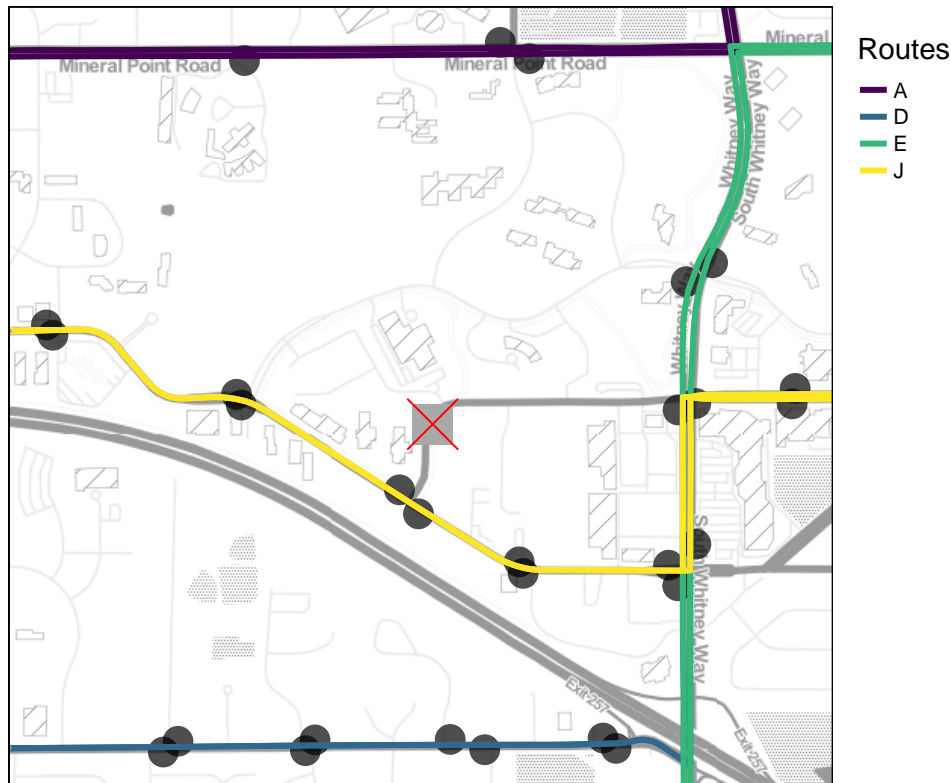 Mineral Point Road
Mineral Point Road
Mineral
Whitney Way
South Whitney Way
Whitney Way
South Whitney Way
Exit 257
Exit 257
Routes
A
D
E
J